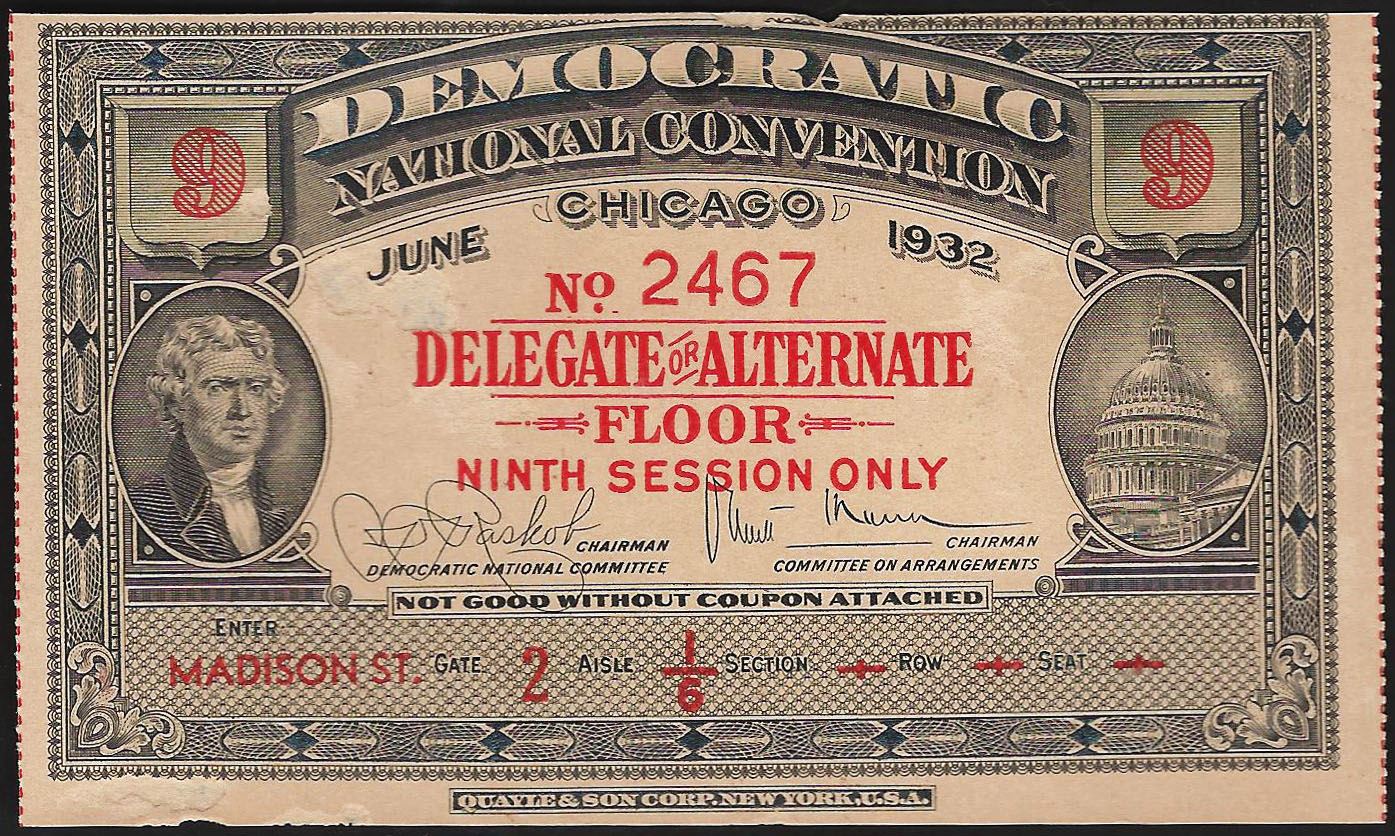 DEMOCRATIC
NATIONAL CONVENTION
CHICAGO
JUNE 1932
9 9
No. 2467
DELEGATE OR ALTERNATE
FLOOR
NINTH SESSION ONLY
Raskob CHAIRMAN
DEMOCRATIC NATIONAL COMMITTEE
CHAIRMAN
COMMITTEE ON ARRANGEMENTS
NOT GOOD WITHOUT COUPON ATTACHED
ENTER
MADISON ST. GATE 2 AISLE 1/6 SECTION ROW SEAT
QUAYLE & SON CORP. NEW YORK, U.S.A.